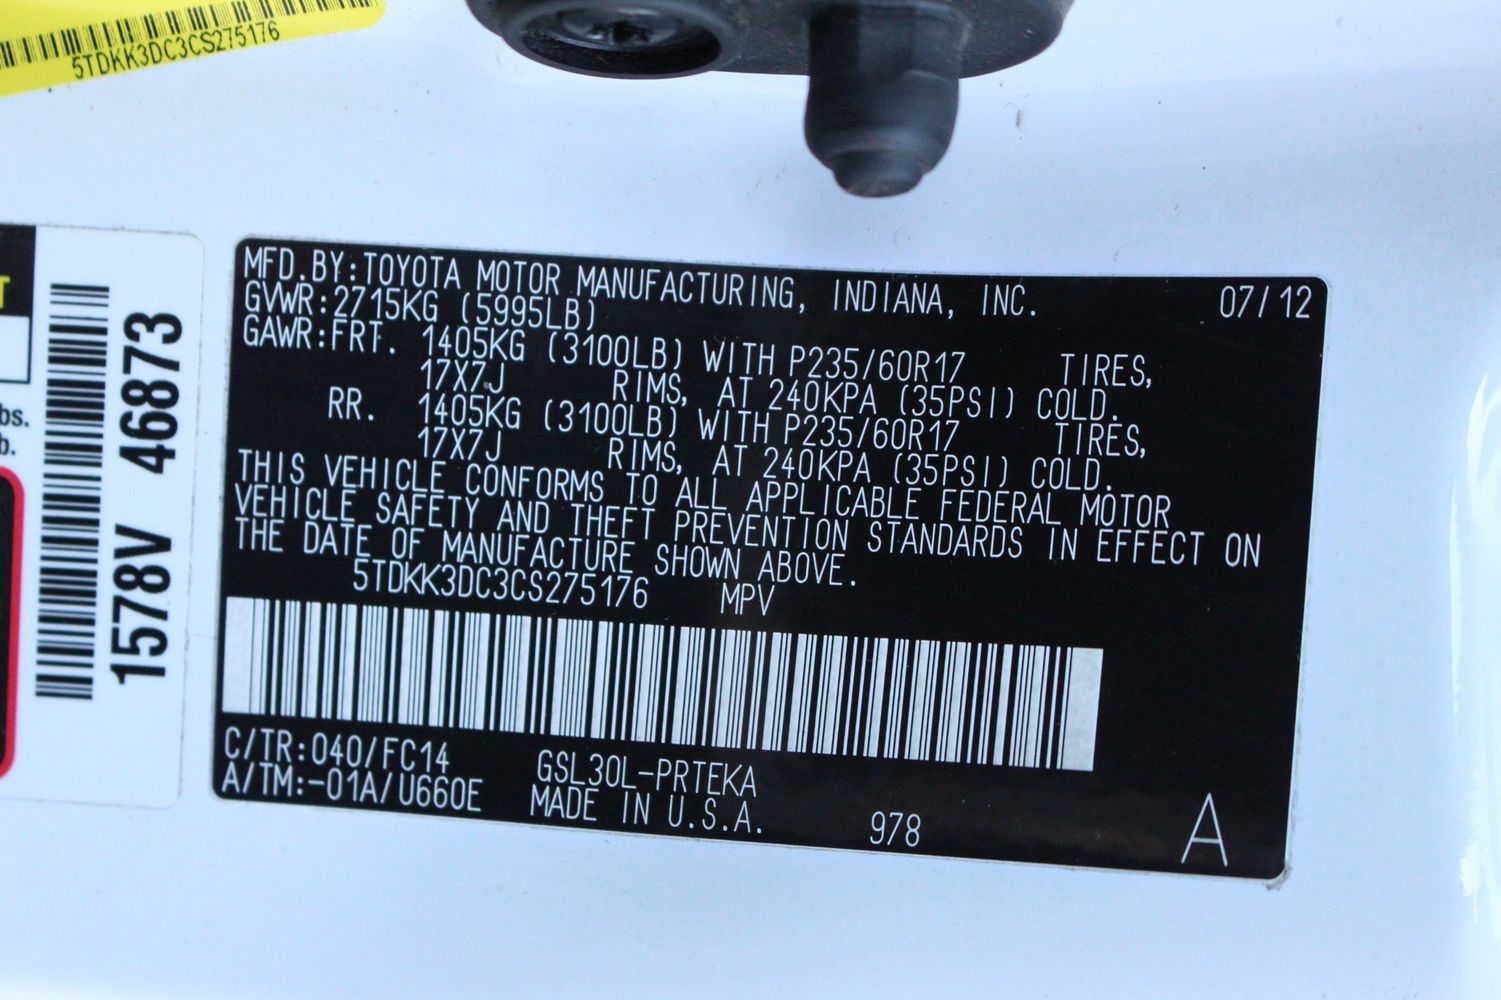 5TDKK3DC3CS275176
T
bs.
b.
1578V 46873
MFD.BY:TOYOTA MOTOR MANUFACTURING, INDIANA, INC. 07/12
GVWR:2715KG (5995LB)
GAWR:FRT. 1405KG (3100LB) WITH P235/60R17 TIRES,
17X7J RIMS, AT 240KPA (35PSI) COLD.
RR. 1405KG (3100LB) WITH P235/60R17 TIRES,
17X7J RIMS, AT 240KPA (35PSI) COLD.
THIS VEHICLE CONFORMS TO ALL APPLICABLE FEDERAL MOTOR
VEHICLE SAFETY AND THEFT PREVENTION STANDARDS IN EFFECT ON
THE DATE OF MANUFACTURE SHOWN ABOVE.
5TDKK3DC3CS275176 MPV
C/TR:040/FC14 GSL30L-PRTEKA
A/TM:-01A/U660E MADE IN U.S.A. 978 A